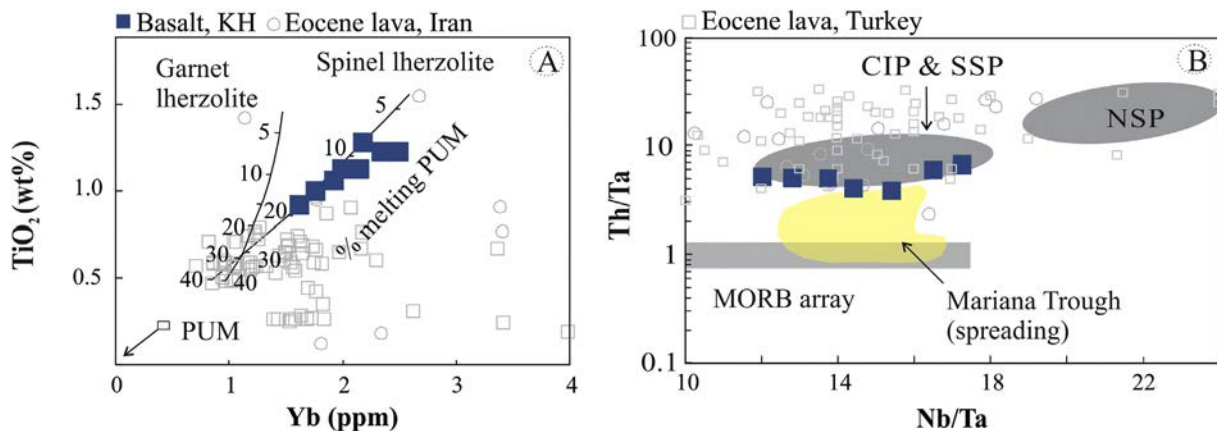 Basalt, KH
Eocene lava, Iran
A
Garnet
lherzolite
Spinel lherzolite
5
10
20
30
40
5
10
20
30
40
% melting PUM
PUM
TiO2 (wt%)
1.5
1.0
0.5
0
1
2
3
4
Yb (ppm)
Eocene lava, Turkey
B
CIP & SSP
NSP
MORB array
Mariana Trough
(spreading)
Th/Ta
100
10
1
0.1
10
14
18
22
Nb/Ta